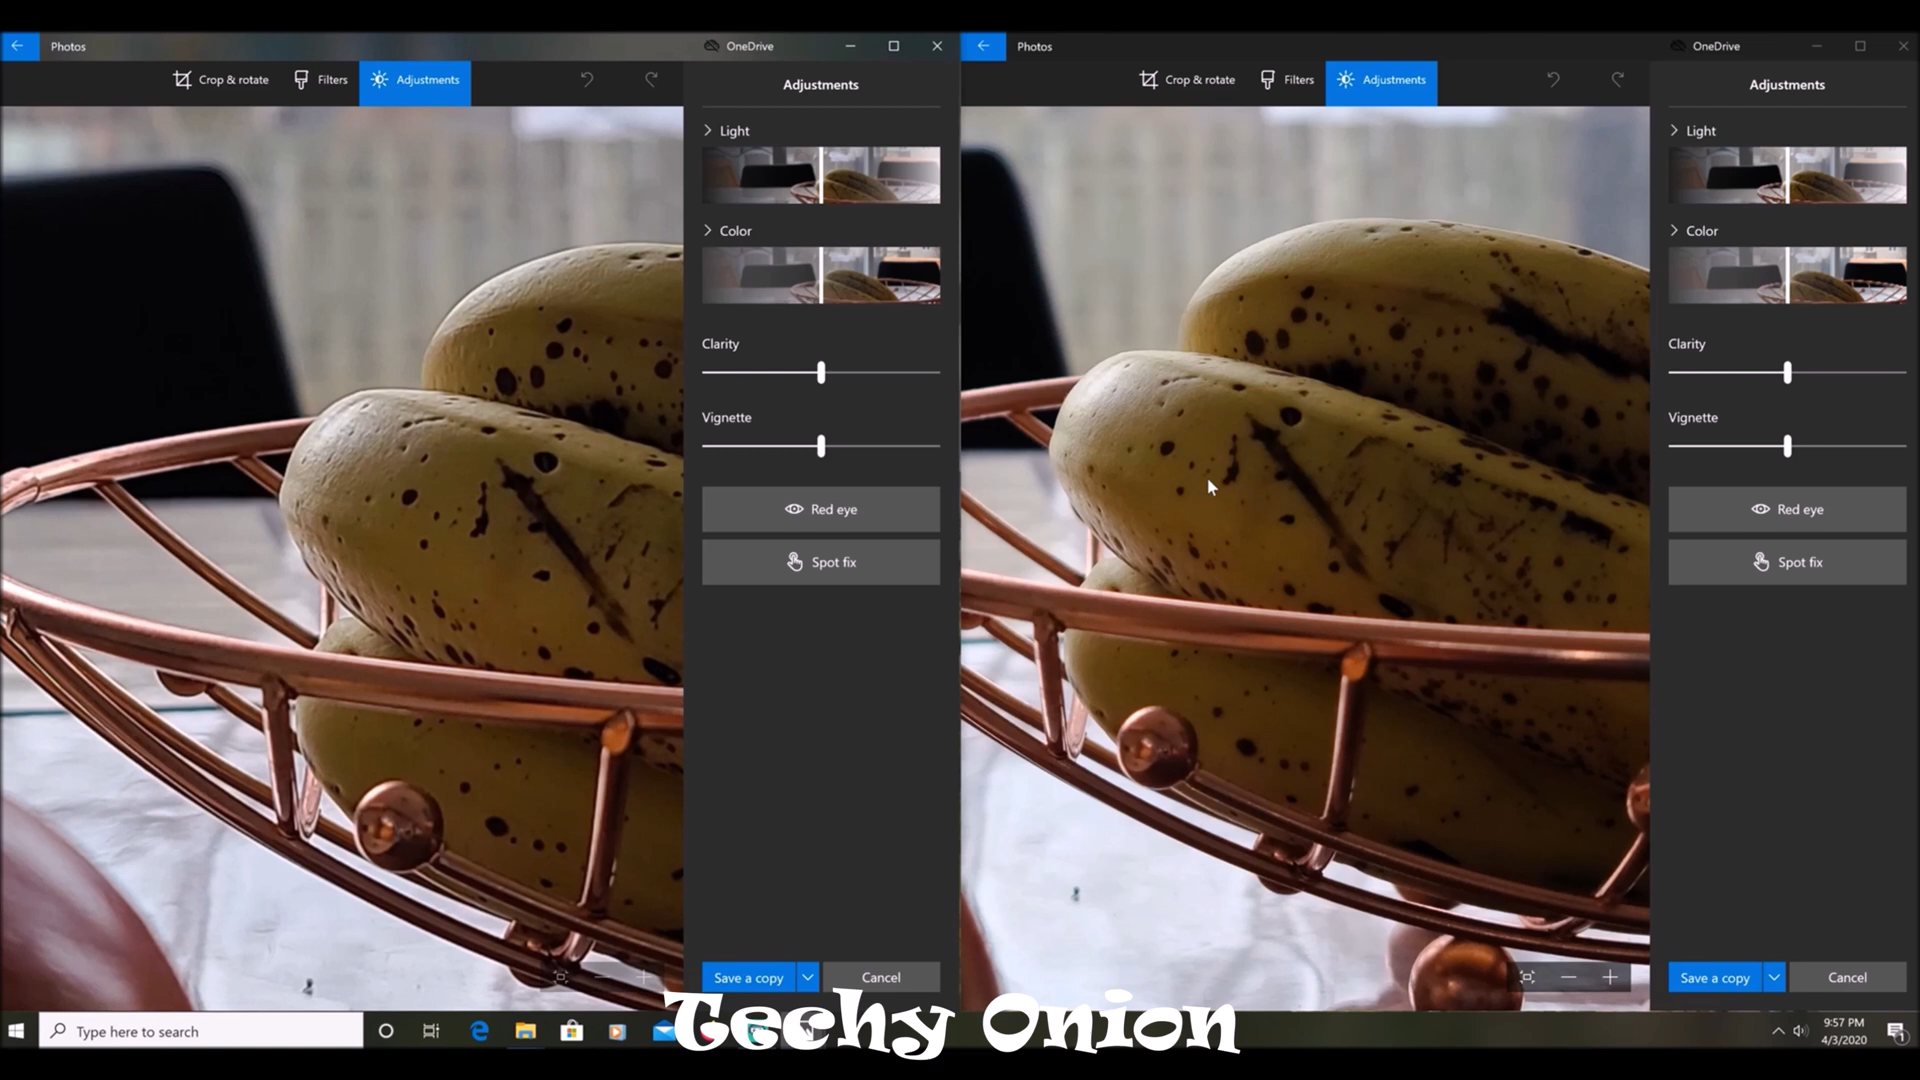 Photos
OneDrive
Crop & rotate
Filters
Adjustments
Adjustments
Light
Color
Clarity
Vignette
Red eye
Spot fix
Save a copy
Cancel
Photos
OneDrive
Crop & rotate
Filters
Adjustments
Adjustments
Light
Color
Clarity
Vignette
Red eye
Spot fix
Save a copy
Cancel
Techy Onion
Type here to search
9:57 PM
4/3/2020
1